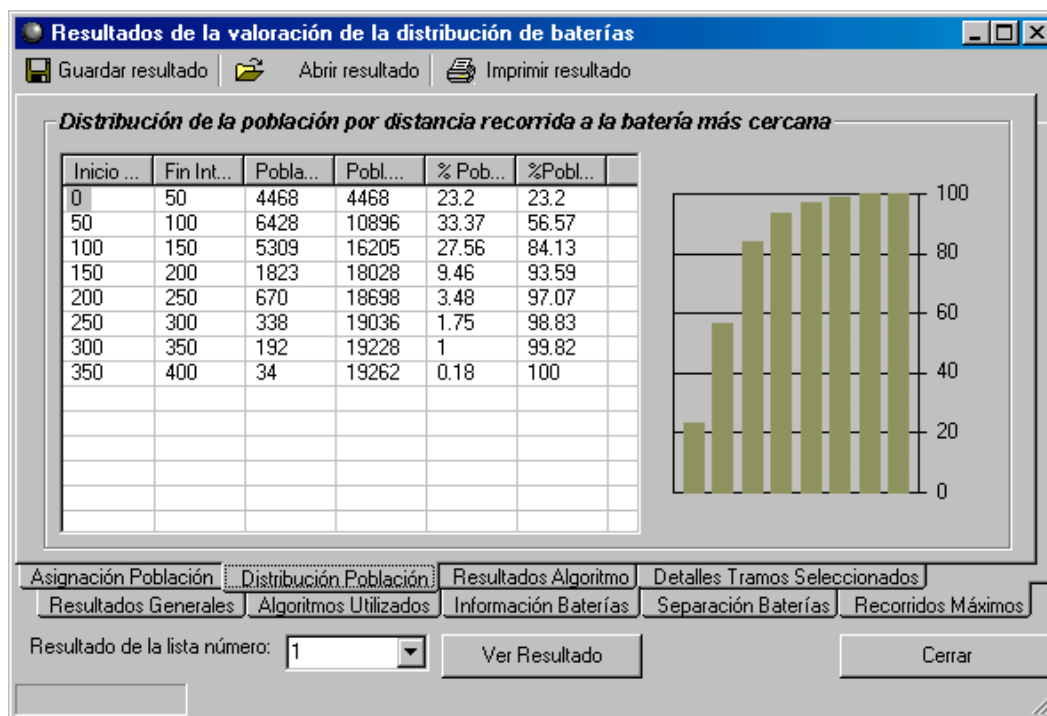 Resultados de la valoración de la distribución de baterías
Guardar resultado Abrir resultado Imprimir resultado
Distribución de la población por distancia recorrida a la batería más cercana
Inicio ... Fin Int... Pobla... Pobl.... % Pob... %Pobl...
0 50 4468 4468 23.2 23.2
50 100 6428 10896 33.37 56.57
100 150 5309 16205 27.56 84.13
150 200 1823 18028 9.46 93.59
200 250 670 18698 3.48 97.07
250 300 338 19036 1.75 98.83
300 350 192 19228 1 99.82
350 400 34 19262 0.18 100
100
80
60
40
20
0
Asignación Población Distribución Población Resultados Algoritmo Detalles Tramos Seleccionados
Resultados Generales Algoritmos Utilizados Información Baterías Separación Baterías Recorridos Máximos
Resultado de la lista número: 1 Ver Resultado Cerrar